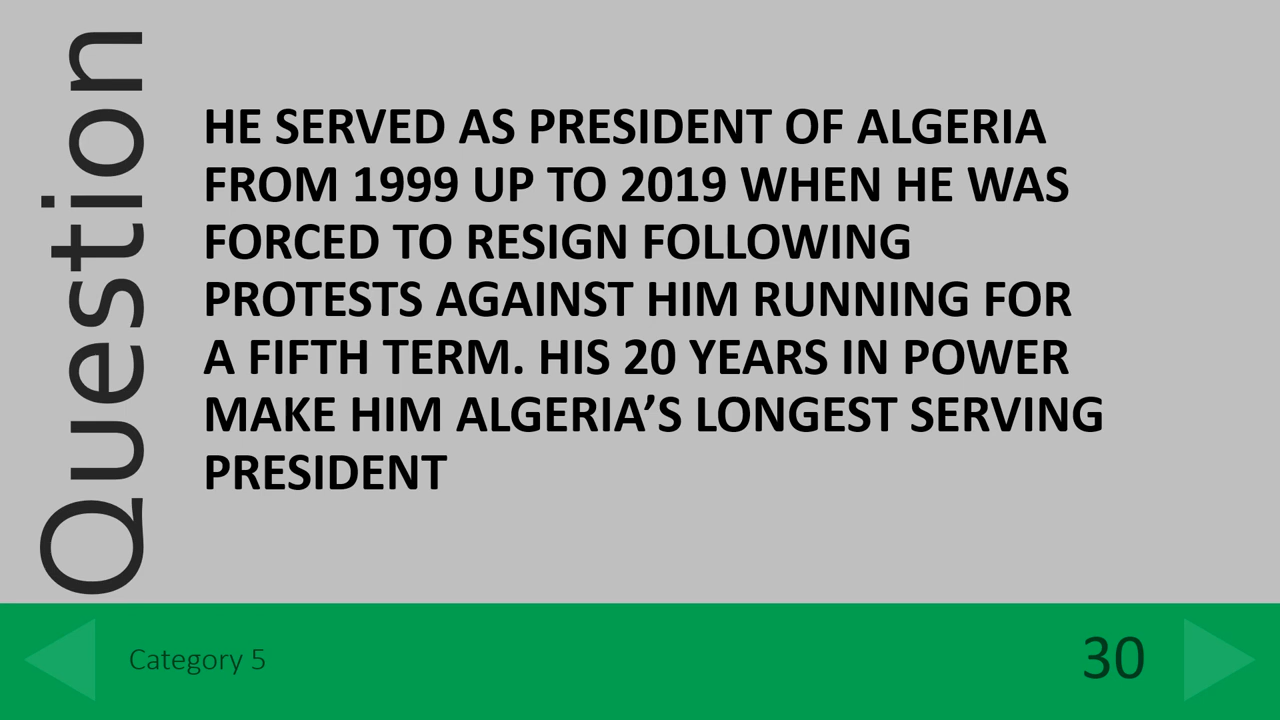 Question
HE SERVED AS PRESIDENT OF ALGERIA
FROM 1999 UP TO 2019 WHEN HE WAS
FORCED TO RESIGN FOLLOWING
PROTESTS AGAINST HIM RUNNING FOR
A FIFTH TERM. HIS 20 YEARS IN POWER
MAKE HIM ALGERIA’S LONGEST SERVING
PRESIDENT
Category 5
30